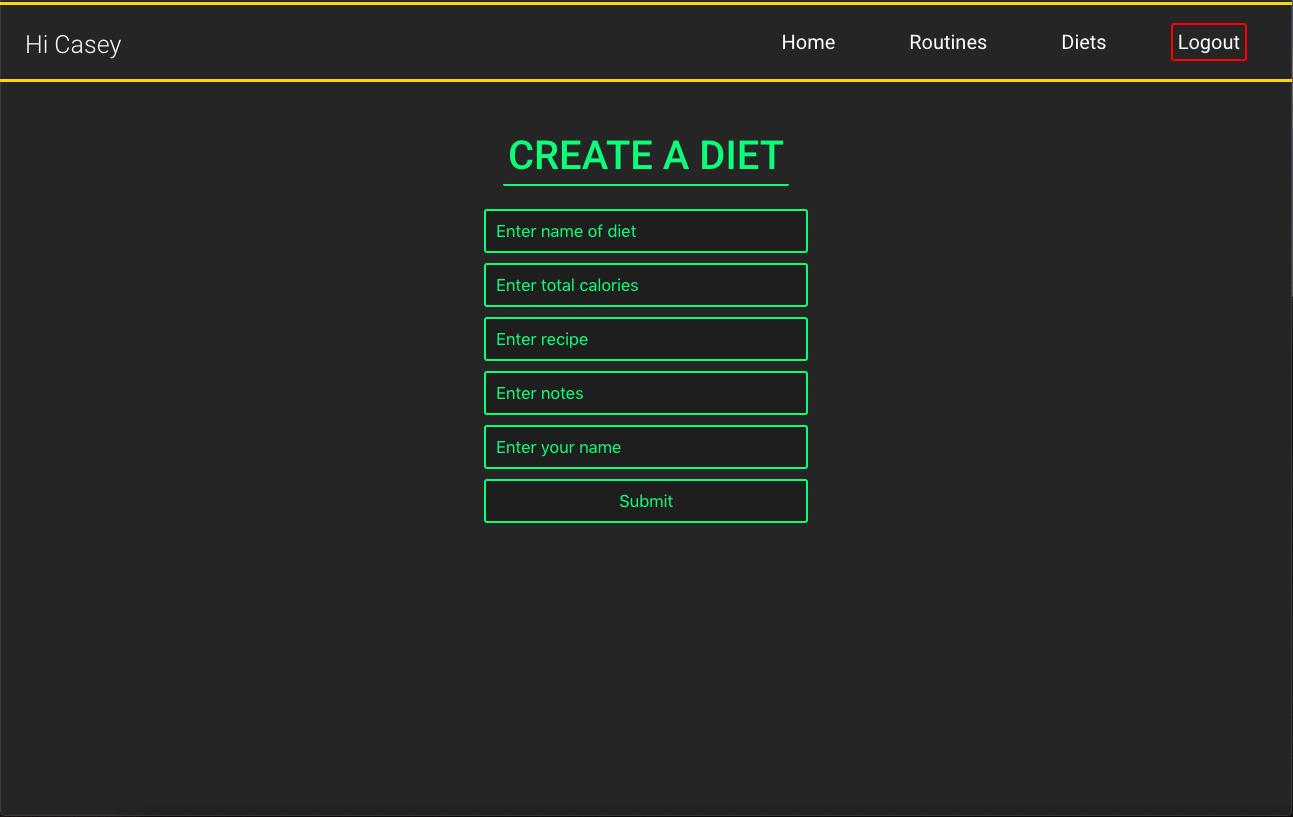 Hi Casey
Home
Routines
Diets
Logout
CREATE A DIET
Enter name of diet
Enter total calories
Enter recipe
Enter notes
Enter your name
Submit